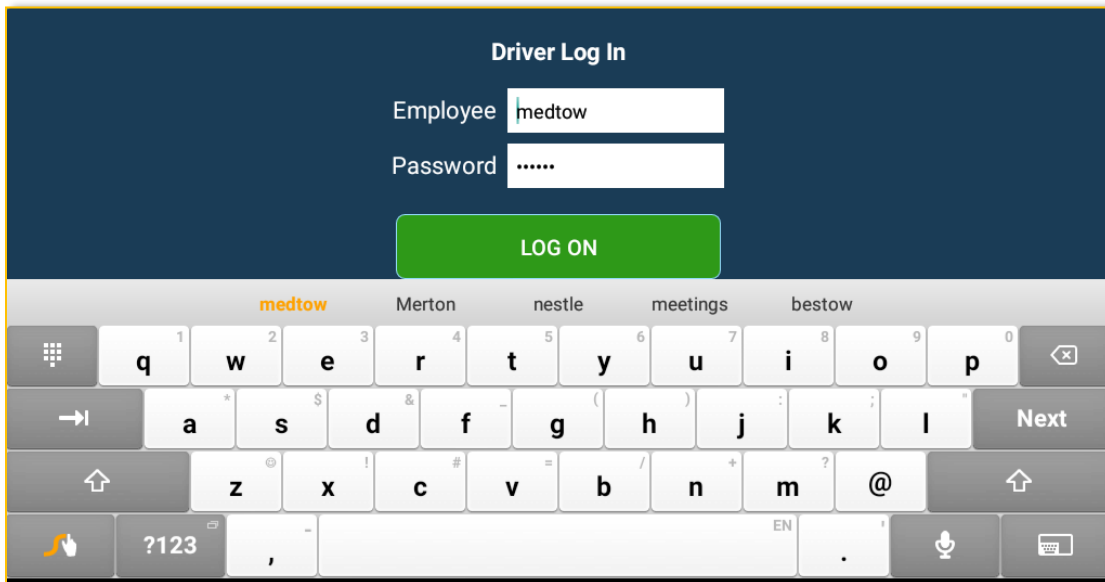 Driver Log In
Employee medtow
Password ••••••
LOG ON
medtow Merton nestle meetings bestow
1 2 3 4 5 6 7 8 9 0
q w e r t y u i o p
* $ & _ ( ) : ; "
a s d f g h j k l Next
☺ ! # = / + ?
z x c v b n m @
?123 , - EN . '